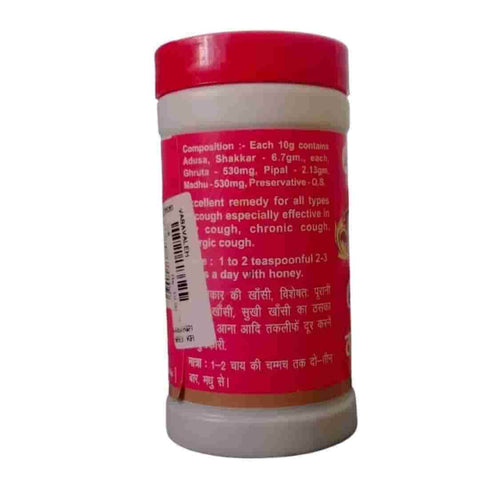 Composition :- Each 10g contains
Adusa, Shakkar - 6.7gm., each,
Ghruta - 530mg, Pipal - 2.13gm,
Madhu - 530mg, Preservative - Q.S.
xcellent remedy for all types
cough especially effective in
cough, chronic cough,
ergic cough.
: 1 to 2 teaspoonful 2-3
s a day with honey.
कार की खाँसी, विशेषतः पुरानी
खाँसी, सुखी खाँसी का उसका
आना आदि तकलीफें दूर करने
कारी.
मात्रा : 1-2 चाय की चम्मच तक दो-तीन
बार, मधु से।
VASAVALEH